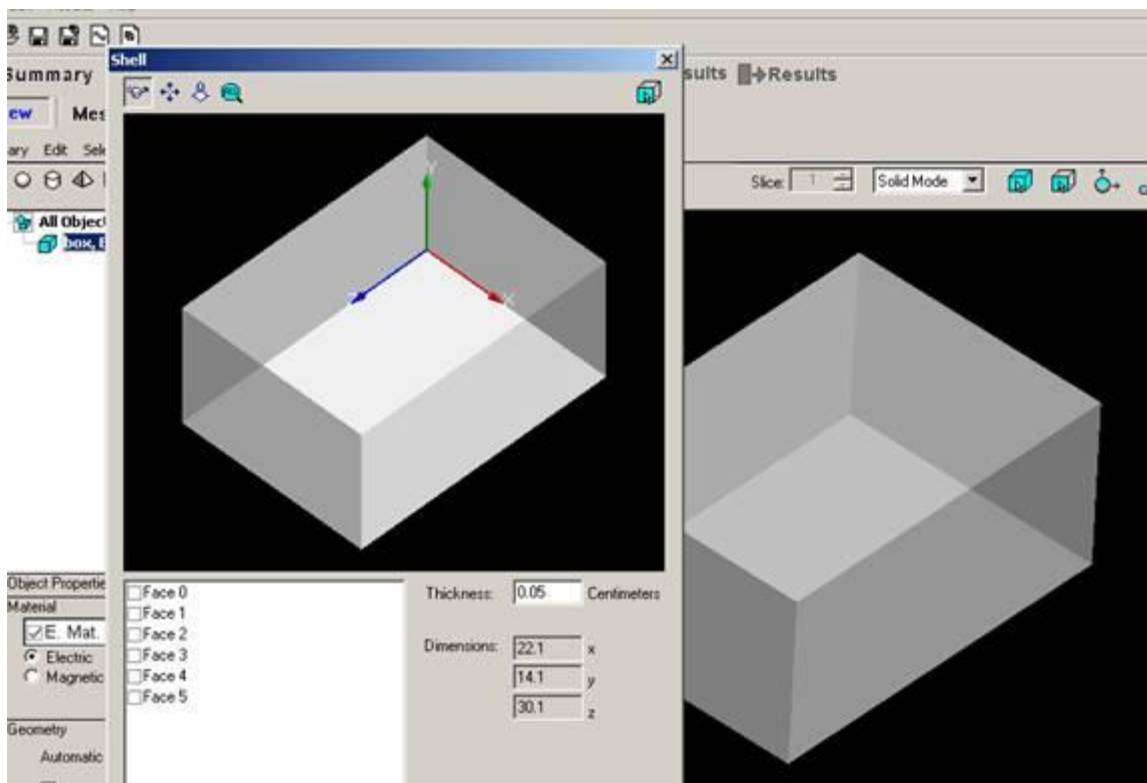 Shell
Summary
sults
Results
ew
Mes
ary Edit Sele
Slice: 1
Solid Mode
All Object
box, E
Y
X
Face 0
Face 1
Face 2
Face 3
Face 4
Face 5
Thickness: 0.05 Centimeters
Dimensions: 22.1 x
14.1 y
30.1 z
Object Propertie
Material
E. Mat.
Electric
Magnetic
Geometry
Automatic